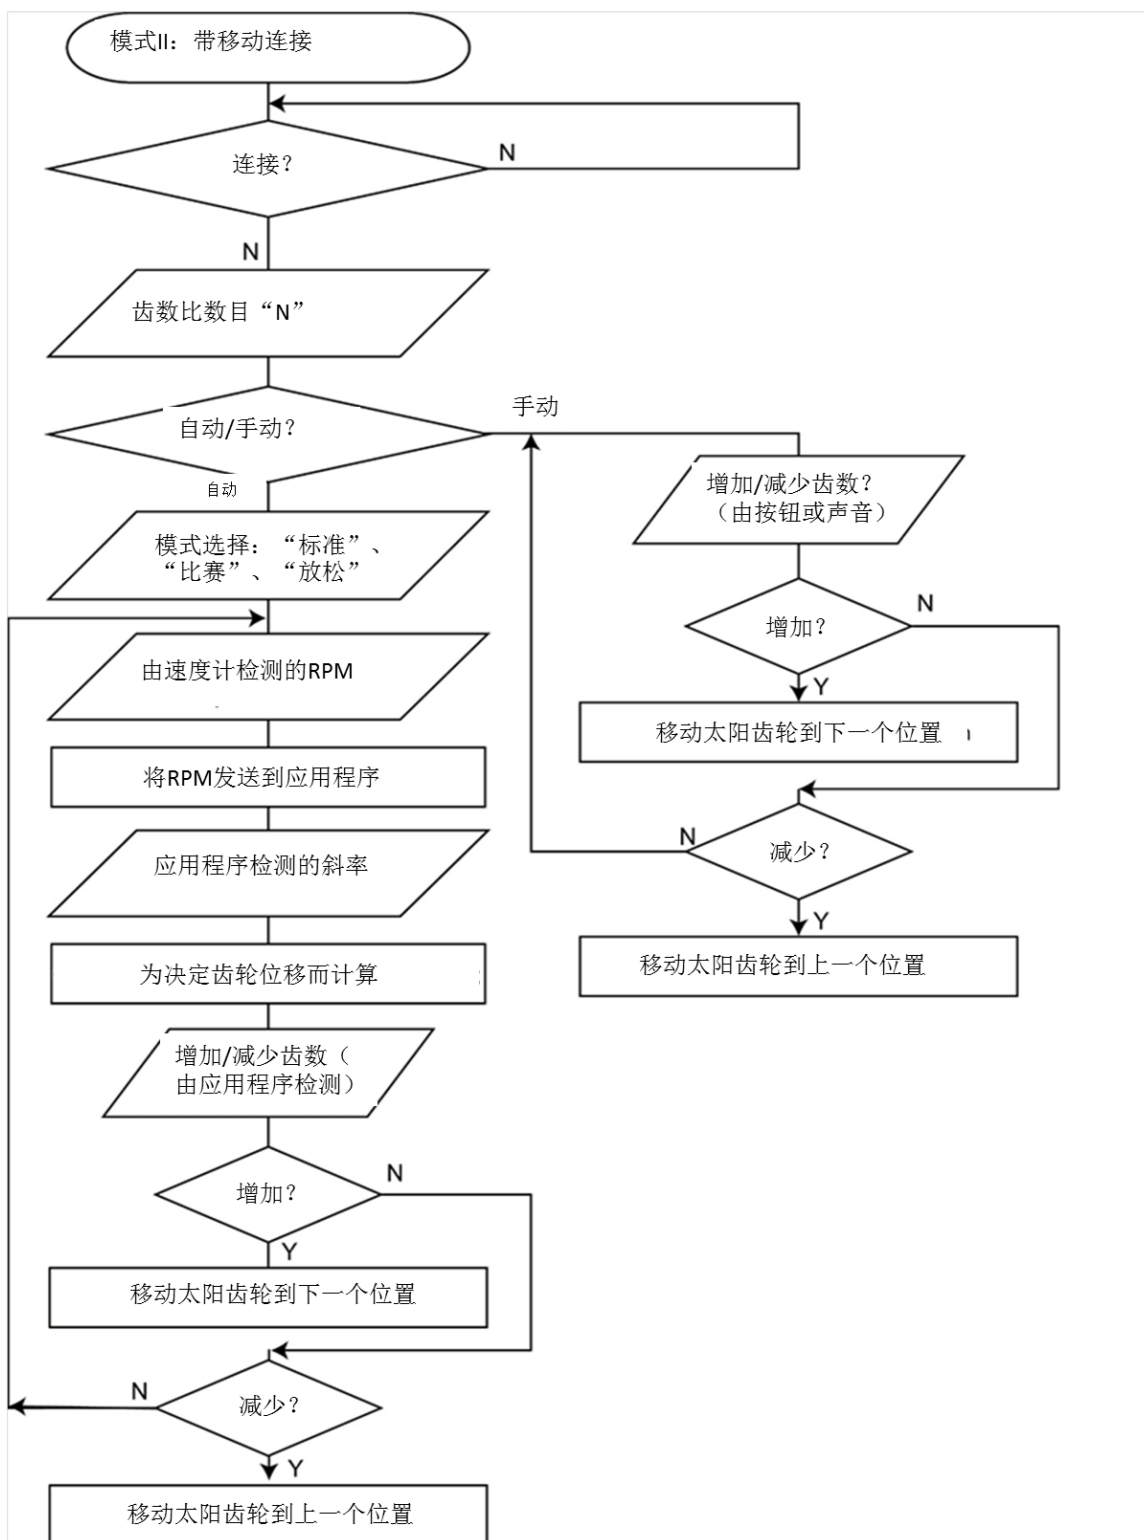 模式II：带移动连接
连接？
N
N
齿数比数目“N”
自动/手动？
手动
自动
模式选择：“标准”、
“比赛”、“放松”
由速度计检测的RPM
将RPM发送到应用程序
应用程序检测的斜率
为决定齿轮位移而计算
增加/减少齿数（
由应用程序检测）
增加？
N
Y
移动太阳齿轮到下一个位置
减少？
N
Y
移动太阳齿轮到上一个位置
增加/减少齿数？
（由按钮或声音）
增加？
N
Y
移动太阳齿轮到下一个位置
减少？
N
Y
移动太阳齿轮到上一个位置